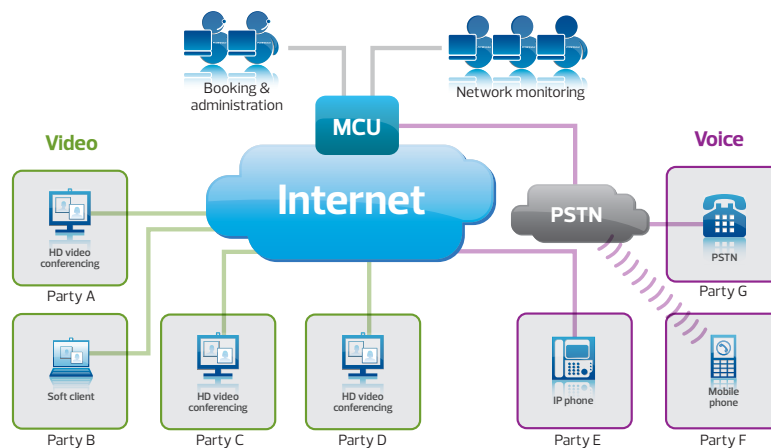 Booking &
administration
Network monitoring
MCU
Video
Voice
Internet
PSTN
HD video
conferencing
Party A
PSTN
Party G
Soft client
Party B
HD video
conferencing
Party C
HD video
conferencing
Party D
IP phone
Party E
Mobile
phone
Party F